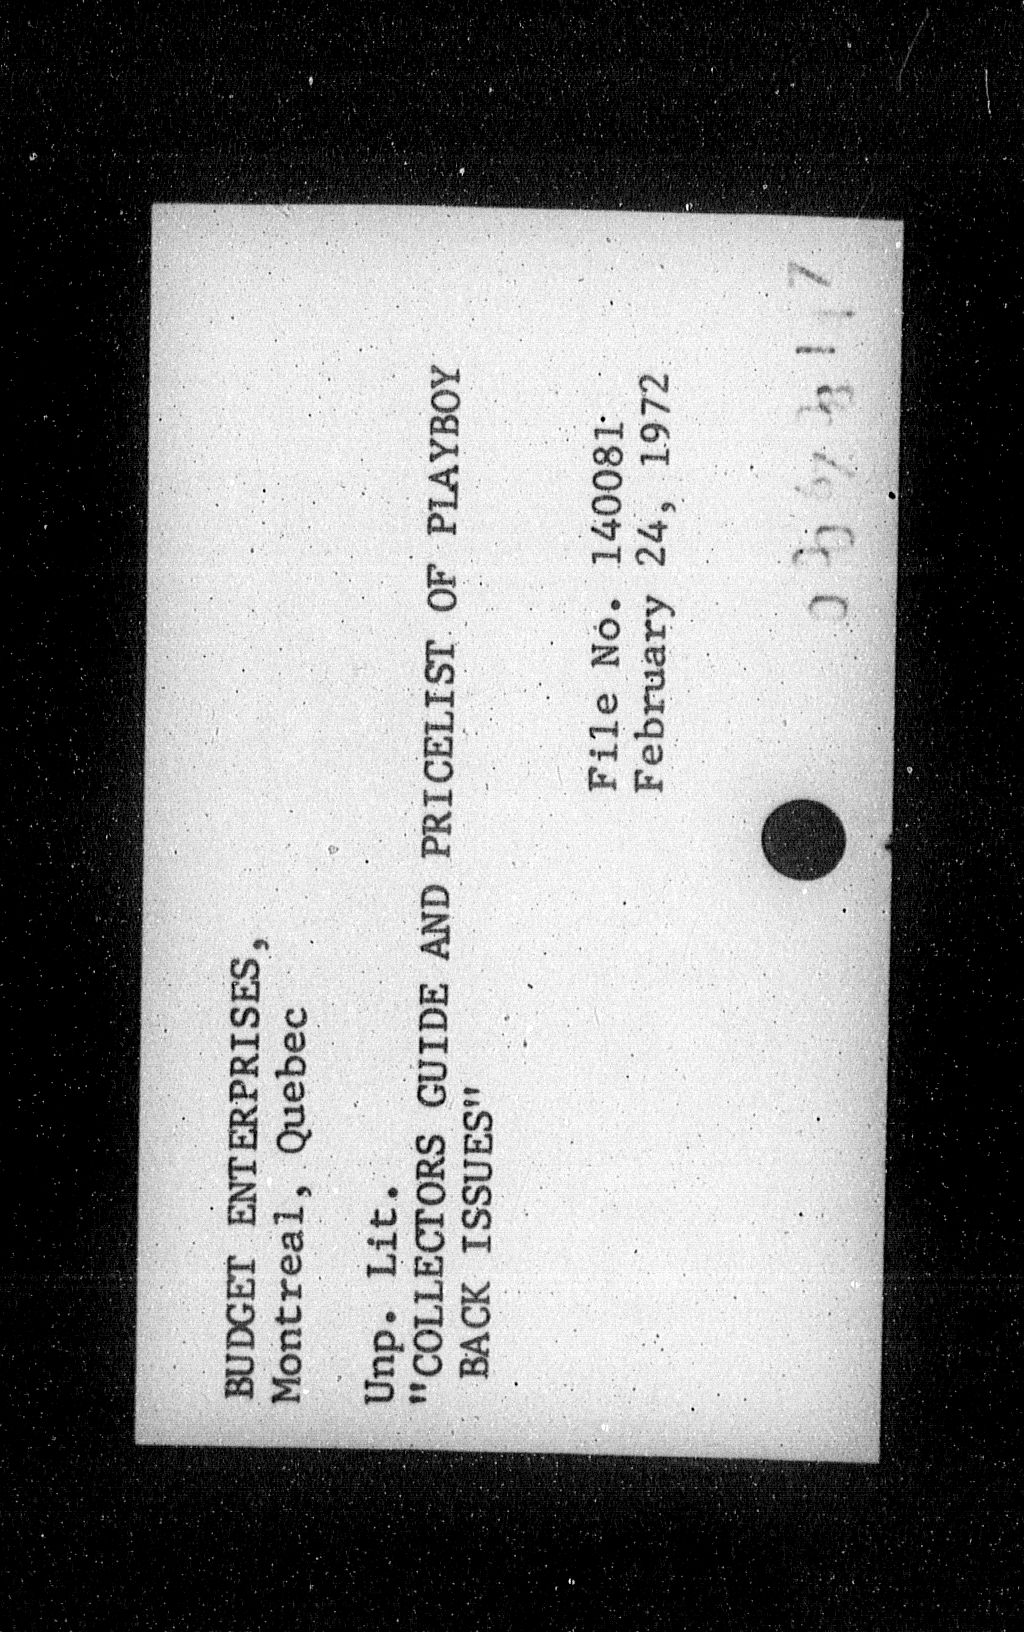 BUDGET ENTERPRISES,
Montreal, Quebec
Unp. Lit.
"COLLECTORS GUIDE AND PRICELIST OF PLAYBOY
BACK ISSUES"
File No. 140081
February 24, 1972